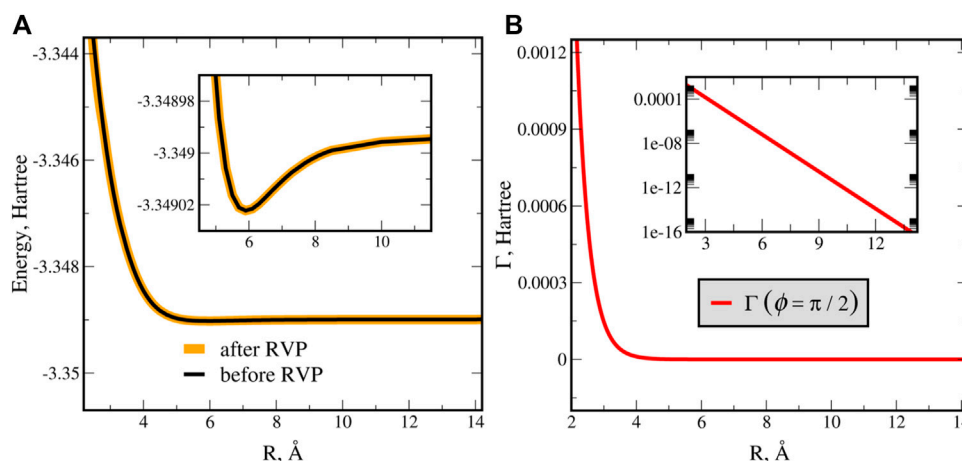 A
Energy, Hartree
-3.344
-3.346
-3.348
-3.35
-3.34898
-3.349
-3.34902
6
8
10
after RVP
before RVP
4
6
8
10
12
14
R, Å
B
Γ, Hartree
0.0012
0.0009
0.0006
0.0003
0
0.0001
1e-08
1e-12
1e-16
3
6
9
12
Γ (ϕ = π / 2)
2
4
6
8
10
12
14
R, Å